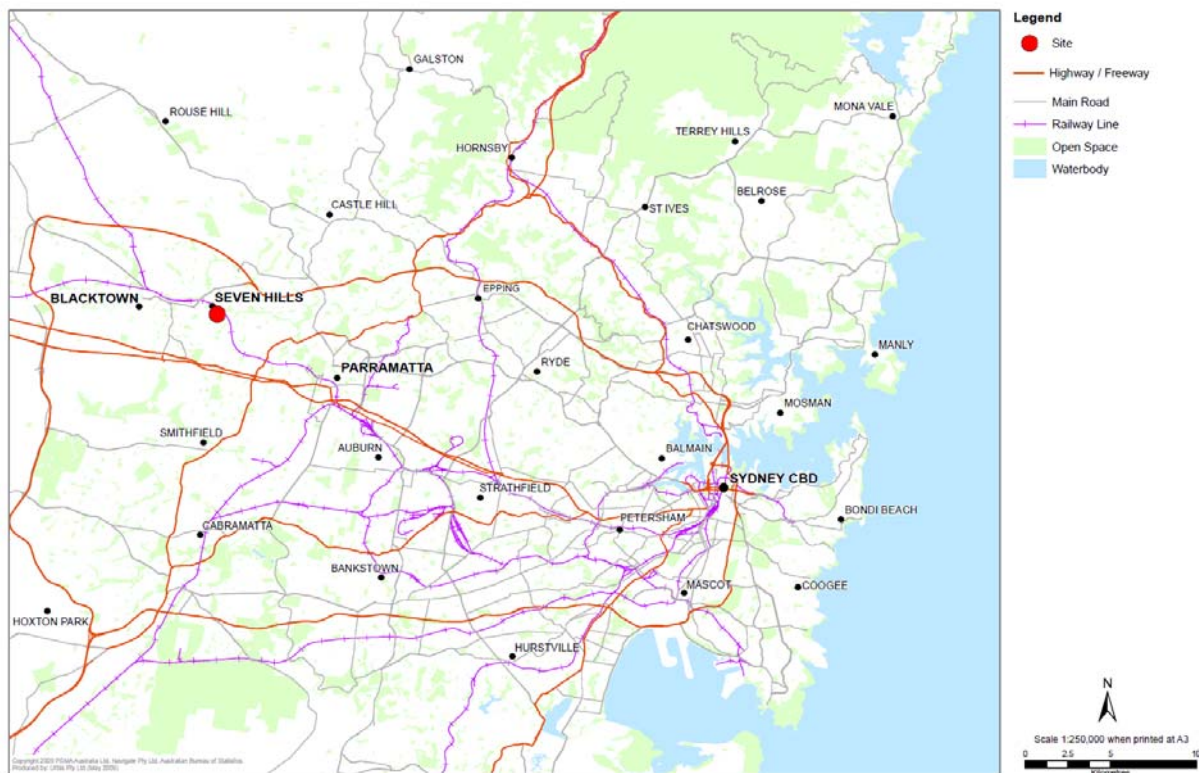 Legend
Site
Highway / Freeway
Main Road
Railway Line
Open Space
Waterbody
GALSTON
ROUSE HILL
MONA VALE
TERREY HILLS
HORNSBY
BELROSE
ST IVES
CASTLE HILL
BLACKTOWN
SEVEN HILLS
EPPING
CHATSWOOD
MANLY
RYDE
PARRAMATTA
MOSMAN
SMITHFIELD
AUBURN
BALMAIN
SYDNEY CBD
STRATHFIELD
BONDI BEACH
PETERSHAM
CABRAMATTA
BANKSTOWN
MASCOT
COOGEE
HOXTON PARK
HURSTVILLE
N
Scale 1:250,000 when printed at A3
0 2.5 5 10
Kilometres